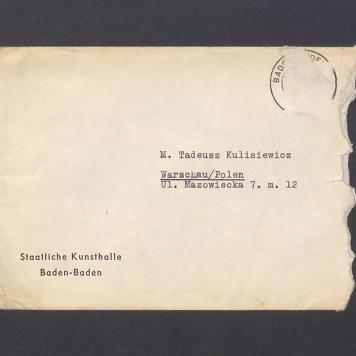 M. Tadeusz Kulisiewicz
Warschau/Polen
Ul. Mazowiecka 7. m. 12
Staatliche Kunsthalle
Baden-Baden